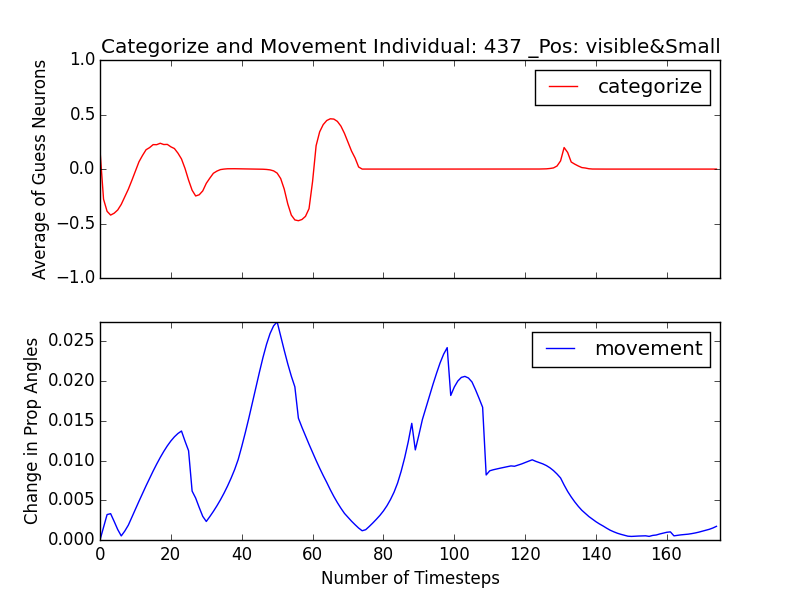 Categorize and Movement Individual: 437 _Pos: visible&Small
1.0
0.5
0.0
−0.5
−1.0
Average of Guess Neurons
categorize
0.025
0.020
0.015
0.010
0.005
0.000
Change in Prop Angles
movement
0 20 40 60 80 100 120 140 160
Number of Timesteps